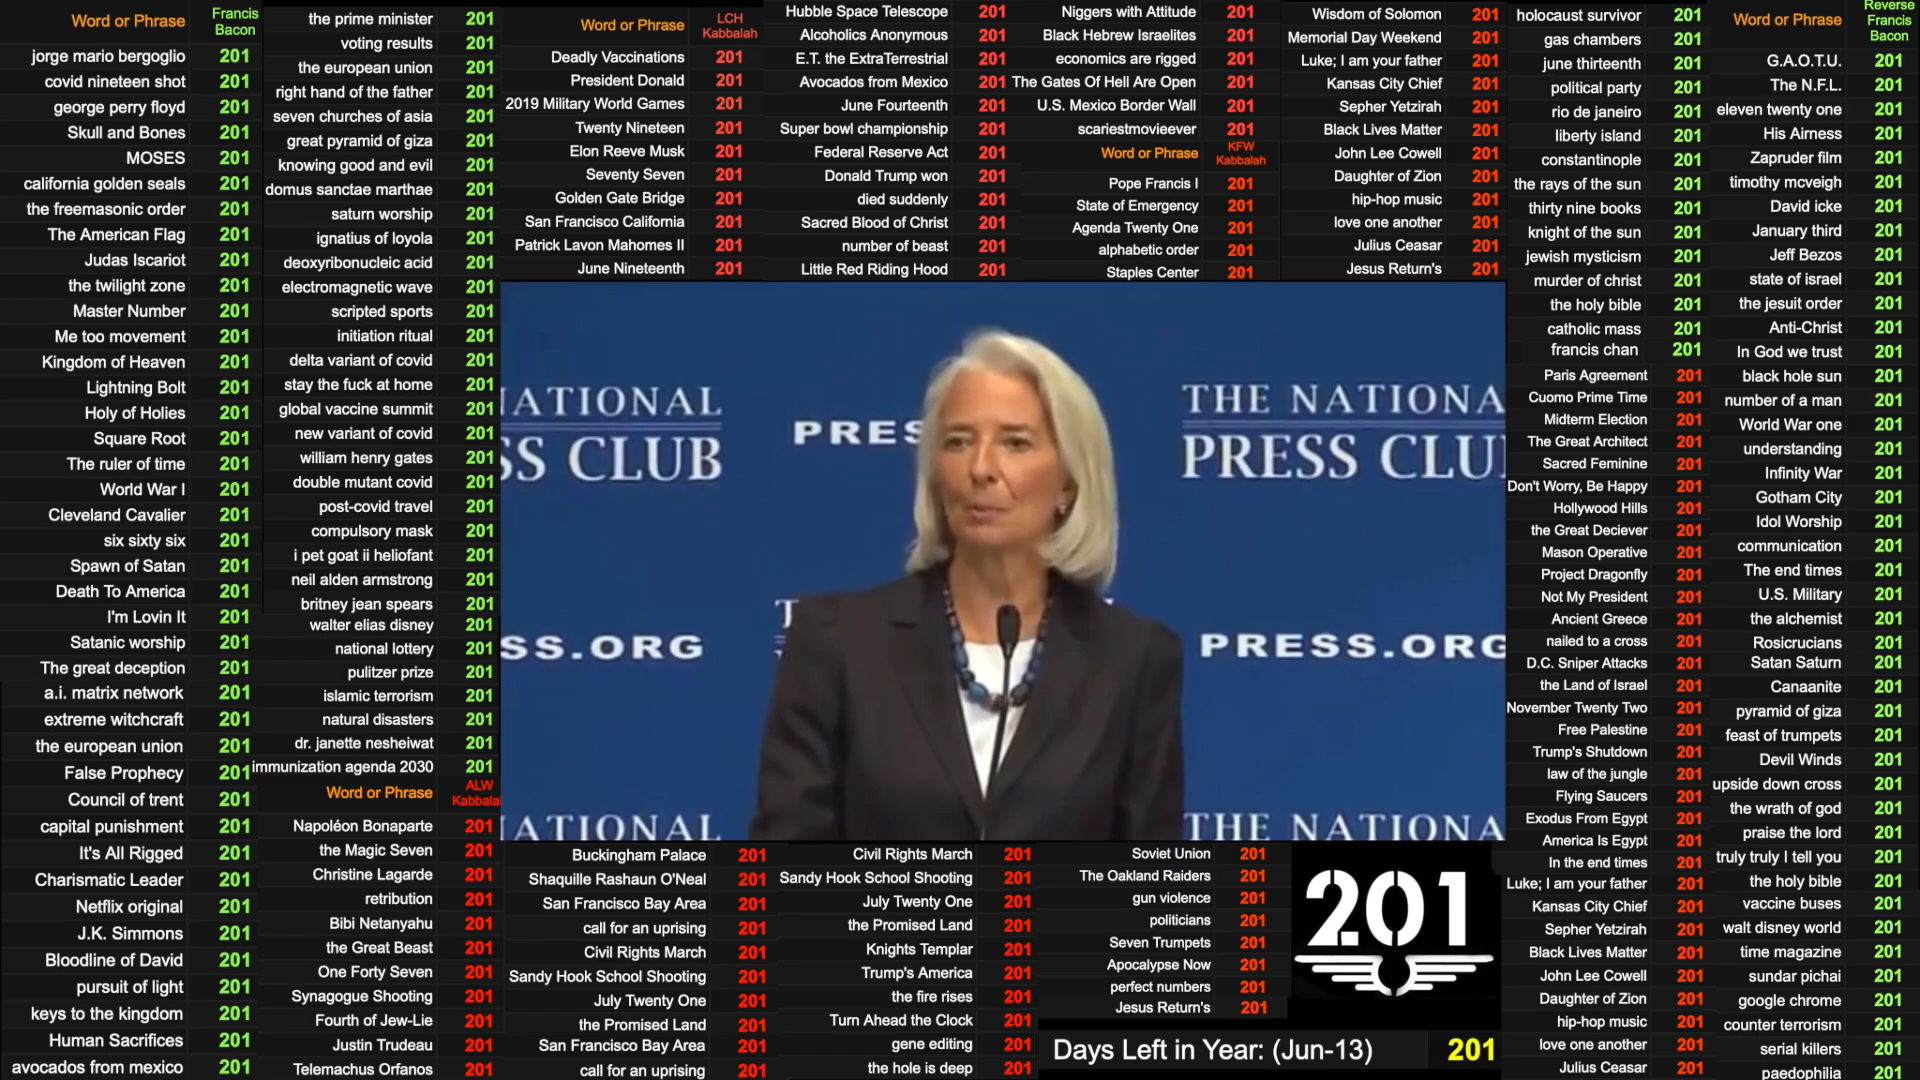 Word or Phrase Francis Bacon
jorge mario bergoglio 201
covid nineteen shot 201
george perry floyd 201
Skull and Bones 201
MOSES 201
california golden seals 201
the freemasonic order 201
The American Flag 201
Judas Iscariot 201
the twilight zone 201
Master Number 201
Me too movement 201
Kingdom of Heaven 201
Lightning Bolt 201
Holy of Holies 201
Square Root 201
The ruler of time 201
World War I 201
Cleveland Cavalier 201
six sixty six 201
Spawn of Satan 201
Death To America 201
I'm Lovin It 201
Satanic worship 201
The great deception 201
a.i. matrix network 201
extreme witchcraft 201
the european union 201
False Prophecy 201
Council of trent 201
capital punishment 201
It's All Rigged 201
Charismatic Leader 201
Netflix original 201
J.K. Simmons 201
Bloodline of David 201
pursuit of light 201
keys to the kingdom 201
Human Sacrifices 201
avocados from mexico 201
the prime minister 201
voting results 201
the european union 201
right hand of the father 201
seven churches of asia 201
great pyramid of giza 201
knowing good and evil 201
domus sanctae marthae 201
saturn worship 201
ignatius of loyola 201
deoxyribonucleic acid 201
electromagnetic wave 201
scripted sports 201
initiation ritual 201
delta variant of covid 201
stay the fuck at home 201
global vaccine summit 201
new variant of covid 201
william henry gates 201
double mutant covid 201
post-covid travel 201
compulsory mask 201
i pet goat ii heliofant 201
neil alden armstrong 201
britney jean spears 201
walter elias disney 201
national lottery 201
pulitzer prize 201
islamic terrorism 201
natural disasters 201
dr. janette nesheiwat 201
immunization agenda 2030 201
Word or Phrase ALW Kabbalah
Napoléon Bonaparte 201
the Magic Seven 201
Christine Lagarde 201
retribution 201
Bibi Netanyahu 201
the Great Beast 201
One Forty Seven 201
Synagogue Shooting 201
Fourth of Jew-Lie 201
Justin Trudeau 201
Telemachus Orfanos 201
Word or Phrase LCH Kabbalah
Deadly Vaccinations 201
President Donald 201
2019 Military World Games 201
Twenty Nineteen 201
Elon Reeve Musk 201
Seventy Seven 201
Golden Gate Bridge 201
San Francisco California 201
Patrick Lavon Mahomes II 201
June Nineteenth 201
Hubble Space Telescope 201
Alcoholics Anonymous 201
E.T. the ExtraTerrestrial 201
Avocados from Mexico 201
June Fourteenth 201
Super bowl championship 201
Federal Reserve Act 201
Donald Trump won 201
died suddenly 201
Sacred Blood of Christ 201
number of beast 201
Little Red Riding Hood 201
Niggers with Attitude 201
Black Hebrew Israelites 201
economics are rigged 201
The Gates Of Hell Are Open 201
U.S. Mexico Border Wall 201
scariestmovieever 201
Word or Phrase KFW Kabbalah
Pope Francis I 201
State of Emergency 201
Agenda Twenty One 201
alphabetic order 201
Staples Center 201
Wisdom of Solomon 201
Memorial Day Weekend 201
Luke; I am your father 201
Kansas City Chief 201
Sepher Yetzirah 201
Black Lives Matter 201
John Lee Cowell 201
Daughter of Zion 201
hip-hop music 201
love one another 201
Julius Ceasar 201
Jesus Return's 201
NATIONAL
SS CLUB
PRES
THE NATIONA
PRESS CLU
SS.ORG
T
PRESS.ORG
NATIONAL
THE NATIONA
Buckingham Palace 201
Shaquille Rashaun O'Neal 201
San Francisco Bay Area 201
call for an uprising 201
Civil Rights March 201
Sandy Hook School Shooting 201
July Twenty One 201
the Promised Land 201
San Francisco Bay Area 201
call for an uprising 201
Civil Rights March 201
Sandy Hook School Shooting 201
July Twenty One 201
the Promised Land 201
Knights Templar 201
Trump's America 201
the fire rises 201
Turn Ahead the Clock 201
gene editing 201
the hole is deep 201
Soviet Union 201
The Oakland Raiders 201
gun violence 201
politicians 201
Seven Trumpets 201
Apocalypse Now 201
perfect numbers 201
Jesus Return's 201
201
Days Left in Year: (Jun-13) 201
holocaust survivor 201
gas chambers 201
june thirteenth 201
political party 201
rio de janeiro 201
liberty island 201
constantinople 201
the rays of the sun 201
thirty nine books 201
knight of the sun 201
jewish mysticism 201
murder of christ 201
the holy bible 201
catholic mass 201
francis chan 201
Paris Agreement 201
Cuomo Prime Time 201
Midterm Election 201
The Great Architect 201
Sacred Feminine 201
Don't Worry, Be Happy 201
Hollywood Hills 201
the Great Deciever 201
Mason Operative 201
Project Dragonfly 201
Not My President 201
Ancient Greece 201
nailed to a cross 201
D.C. Sniper Attacks 201
the Land of Israel 201
November Twenty Two 201
Free Palestine 201
Trump's Shutdown 201
law of the jungle 201
Flying Saucers 201
Exodus From Egypt 201
America Is Egypt 201
In the end times 201
Luke; I am your father 201
Kansas City Chief 201
Sepher Yetzirah 201
Black Lives Matter 201
John Lee Cowell 201
Daughter of Zion 201
hip-hop music 201
love one another 201
Julius Ceasar 201
Word or Phrase Reverse Francis Bacon
G.A.O.T.U. 201
The N.F.L. 201
eleven twenty one 201
His Airness 201
Zapruder film 201
timothy mcveigh 201
David icke 201
January third 201
Jeff Bezos 201
state of israel 201
the jesuit order 201
Anti-Christ 201
In God we trust 201
black hole sun 201
number of a man 201
World War one 201
understanding 201
Infinity War 201
Gotham City 201
Idol Worship 201
communication 201
The end times 201
U.S. Military 201
the alchemist 201
Rosicrucians 201
Satan Saturn 201
Canaanite 201
pyramid of giza 201
feast of trumpets 201
Devil Winds 201
upside down cross 201
the wrath of god 201
praise the lord 201
truly truly I tell you 201
the holy bible 201
vaccine buses 201
walt disney world 201
time magazine 201
sundar pichai 201
google chrome 201
counter terrorism 201
serial killers 201
paedophilia 201